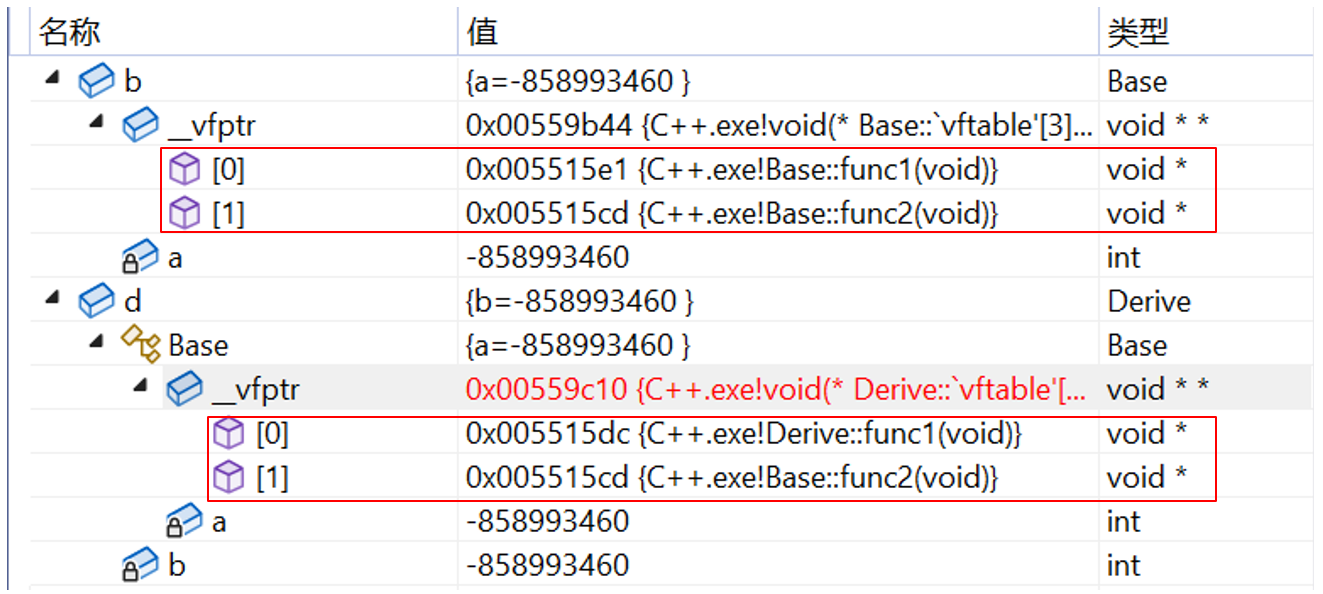 名称 值 类型
b {a=-858993460 } Base
__vfptr 0x00559b44 {C++.exe!void(* Base::`vftable'[3]... void * *
[0] 0x005515e1 {C++.exe!Base::func1(void)} void *
[1] 0x005515cd {C++.exe!Base::func2(void)} void *
a -858993460 int
d {b=-858993460 } Derive
Base {a=-858993460 } Base
__vfptr 0x00559c10 {C++.exe!void(* Derive::`vftable'[... void * *
[0] 0x005515dc {C++.exe!Derive::func1(void)} void *
[1] 0x005515cd {C++.exe!Base::func2(void)} void *
a -858993460 int
b -858993460 int